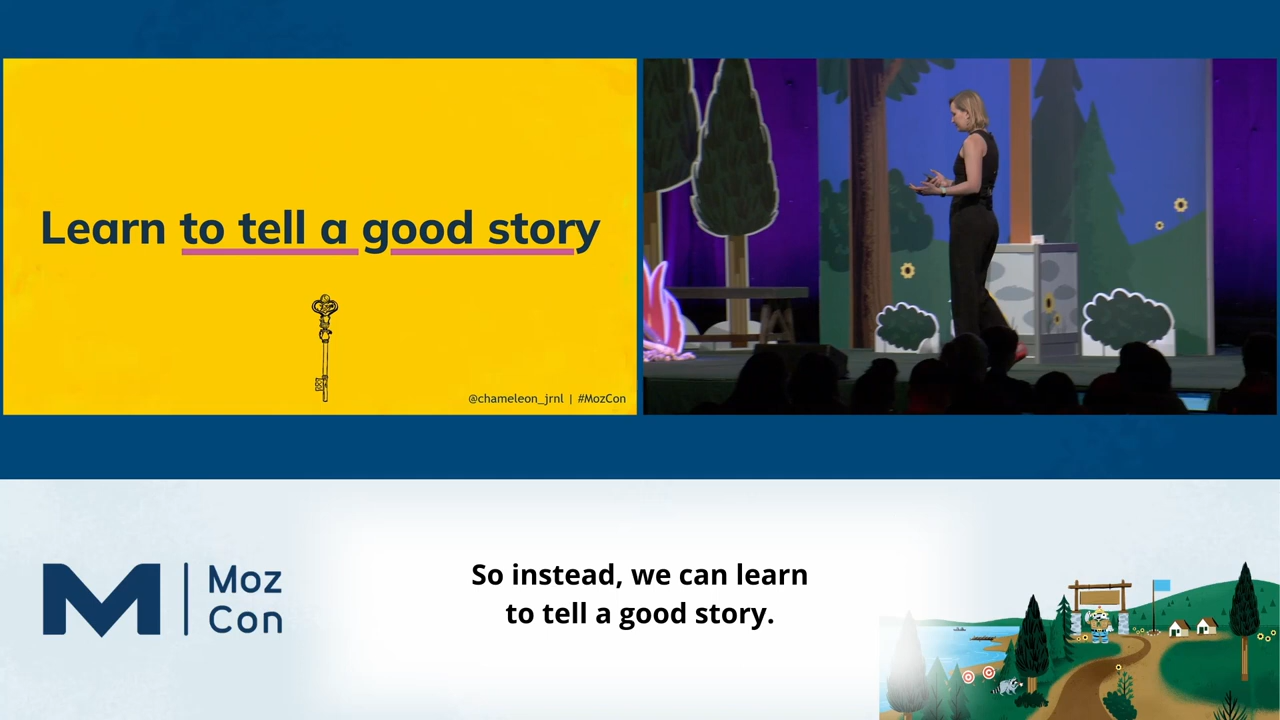 Learn to tell a good story
@chameleon_jrnl | #MozCon
Moz
Con
So instead, we can learn
to tell a good story.